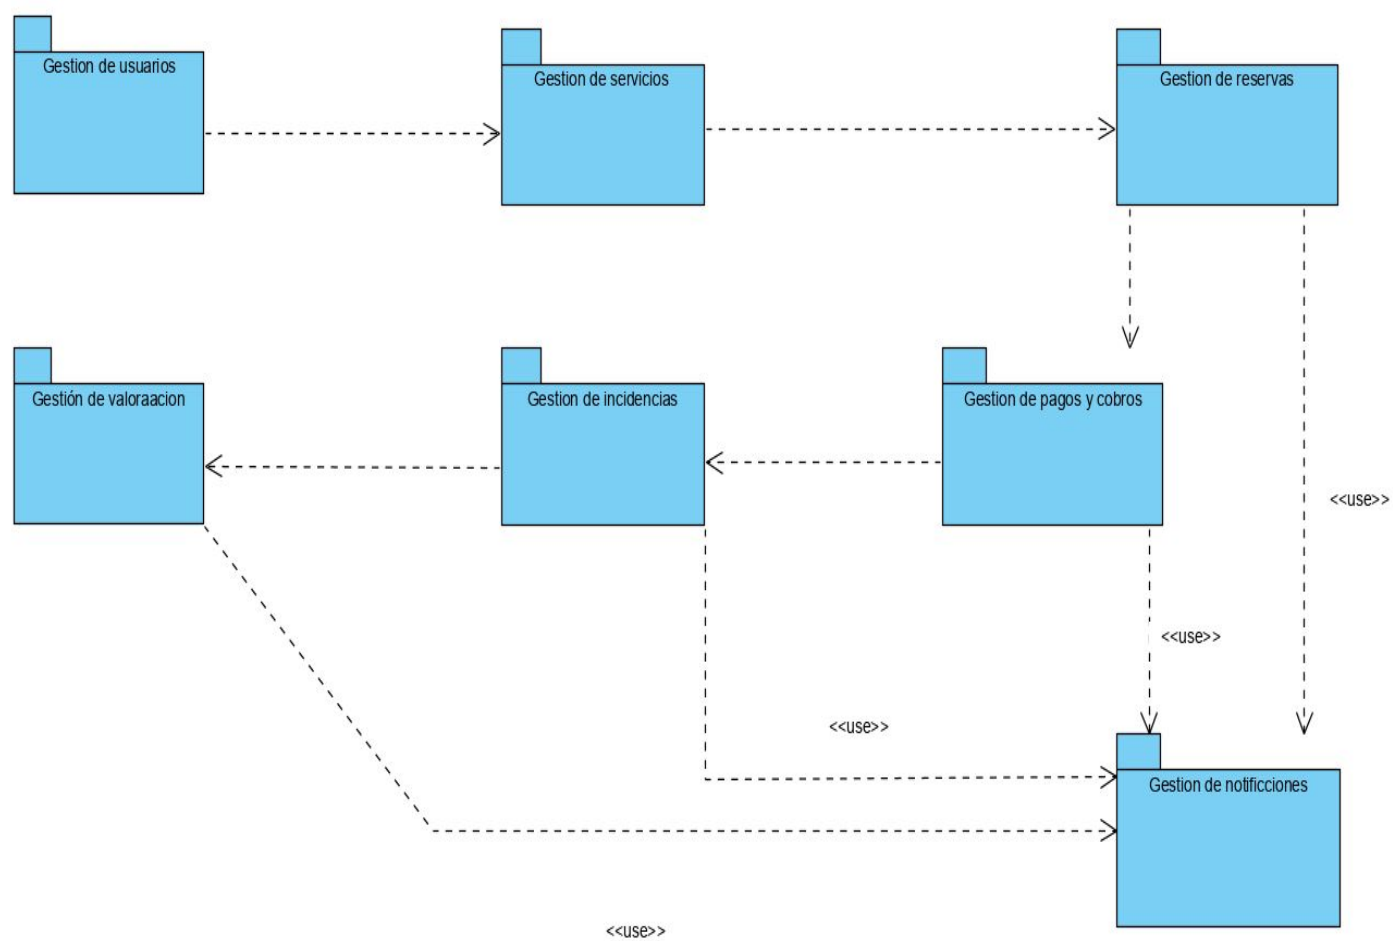 Gestion de usuarios
Gestion de servicios
Gestion de reservas
Gestión de valoraacion
Gestion de incidencias
Gestion de pagos y cobros
<<use>>
<<use>>
<<use>>
Gestion de notificciones
<<use>>